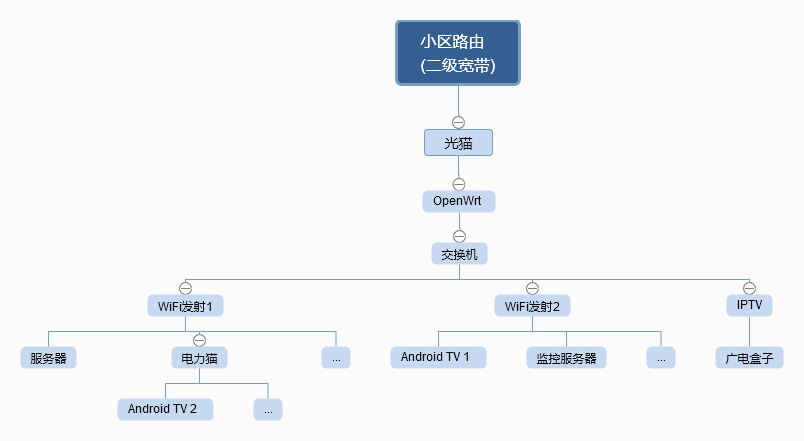 小区路由
(二级宽带)
光猫
OpenWrt
交换机
WiFi发射1
WiFi发射2
IPTV
服务器
电力猫
...
Android TV 1
监控服务器
...
广电盒子
Android TV 2
...